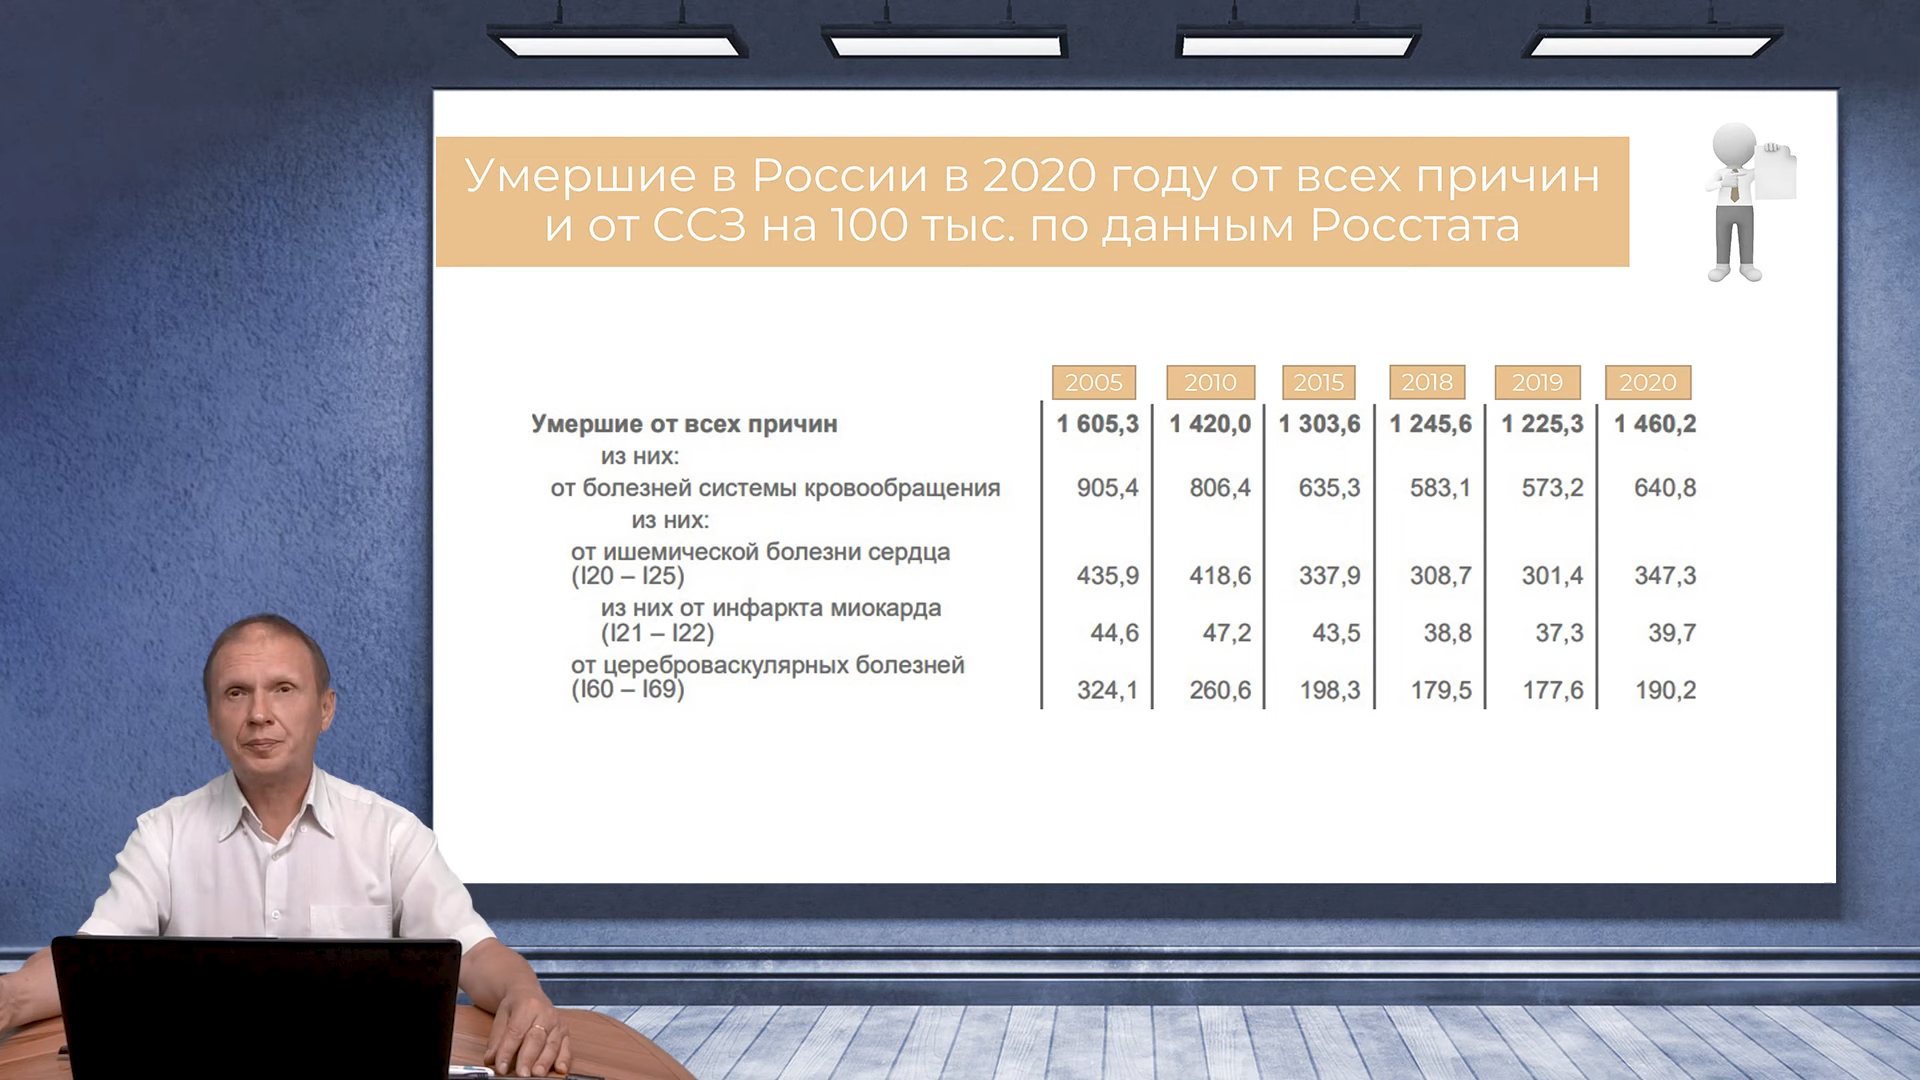 Умершие в России в 2020 году от всех причин
и от ССЗ на 100 тыс. по данным Росстата
2005 2010 2015 2018 2019 2020
Умершие от всех причин 1 605,3 1 420,0 1 303,6 1 245,6 1 225,3 1 460,2
из них:
от болезней системы кровообращения 905,4 806,4 635,3 583,1 573,2 640,8
из них:
от ишемической болезни сердца
(I20 – I25) 435,9 418,6 337,9 308,7 301,4 347,3
из них от инфаркта миокарда
(I21 – I22) 44,6 47,2 43,5 38,8 37,3 39,7
от цереброваскулярных болезней
(I60 – I69) 324,1 260,6 198,3 179,5 177,6 190,2